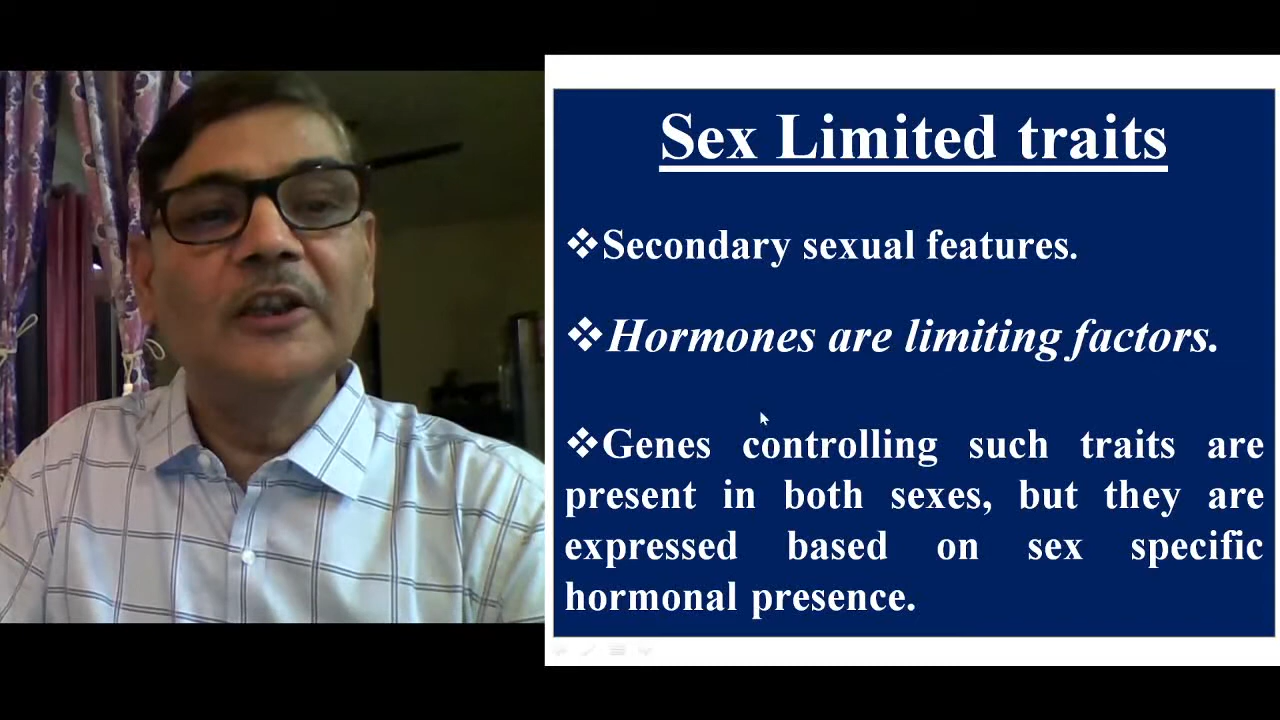 Sex Limited traits
❖Secondary sexual features.
❖Hormones are limiting factors.
❖Genes controlling such traits are
present in both sexes, but they are
expressed based on sex specific
hormonal presence.